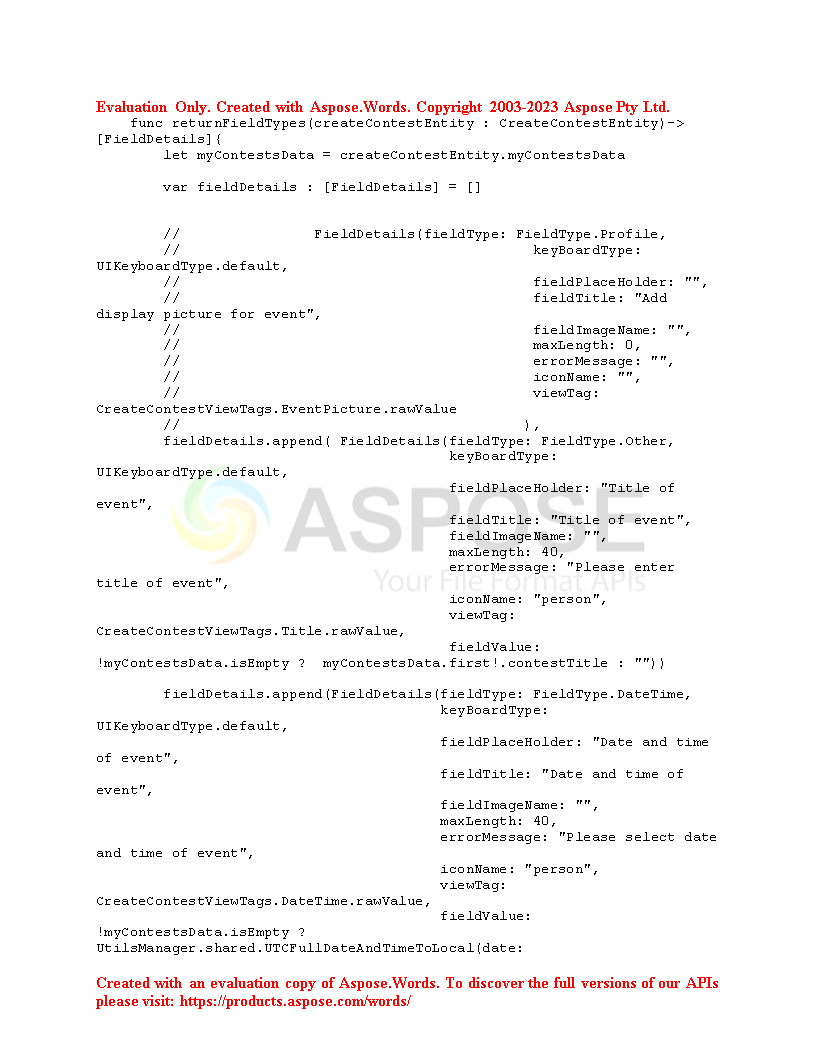 Evaluation Only. Created with Aspose.Words. Copyright 2003-2023 Aspose Pty Ltd.
func returnFieldTypes(createContestEntity : CreateContestEntity)->
[FieldDetails]{
let myContestsData = createContestEntity.myContestsData
var fieldDetails : [FieldDetails] = []
// FieldDetails(fieldType: FieldType.Profile,
// keyBoardType:
UIKeyboardType.default,
// fieldPlaceHolder: "",
// fieldTitle: "Add
display picture for event",
// fieldImageName: "",
// maxLength: 0,
// errorMessage: "",
// iconName: "",
// viewTag:
CreateContestViewTags.EventPicture.rawValue
// ),
fieldDetails.append( FieldDetails(fieldType: FieldType.Other,
keyBoardType:
UIKeyboardType.default,
fieldPlaceHolder: "Title of
event",
fieldTitle: "Title of event",
fieldImageName: "",
maxLength: 40,
errorMessage: "Please enter
title of event",
iconName: "person",
viewTag:
CreateContestViewTags.Title.rawValue,
fieldValue:
!myContestsData.isEmpty ?  myContestsData.first!.contestTitle : ""))
fieldDetails.append(FieldDetails(fieldType: FieldType.DateTime,
keyBoardType:
UIKeyboardType.default,
fieldPlaceHolder: "Date and time
of event",
fieldTitle: "Date and time of
event",
fieldImageName: "",
maxLength: 40,
errorMessage: "Please select date
and time of event",
iconName: "person",
viewTag:
CreateContestViewTags.DateTime.rawValue,
fieldValue:
!myContestsData.isEmpty ?
UtilsManager.shared.UTCFullDateAndTimeToLocal(date:
ASPOSE
Your File Format APIs
Created with an evaluation copy of Aspose.Words. To discover the full versions of our APIs
please visit: https://products.aspose.com/words/